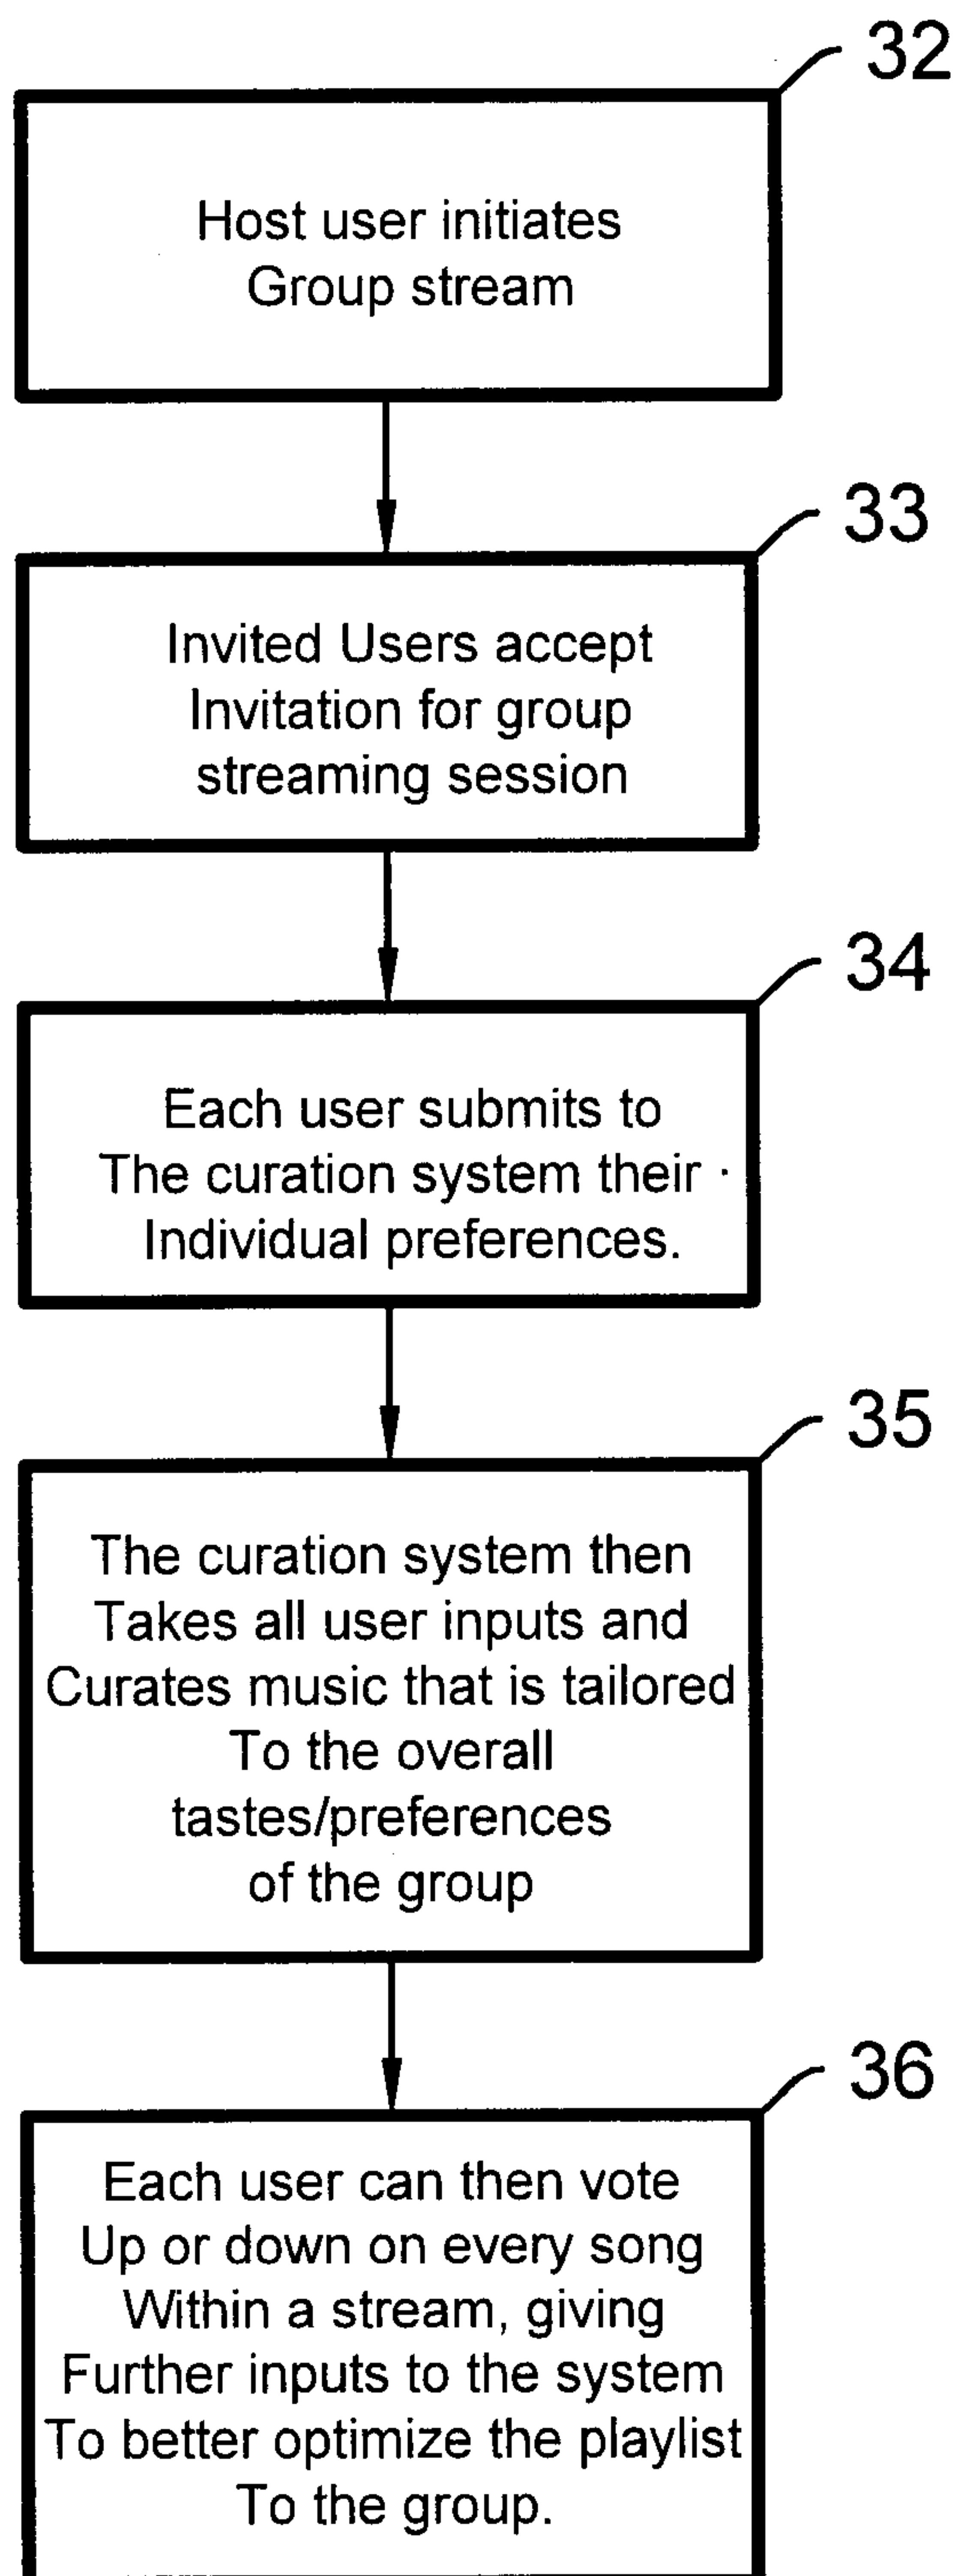 32
Host user initiates
Group stream
33
Invited Users accept
Invitation for group
streaming session
34
Each user submits to
The curation system their
Individual preferences.
35
The curation system then
Takes all user inputs and
Curates music that is tailored
To the overall
tastes/preferences
of the group
36
Each user can then vote
Up or down on every song
Within a stream, giving
Further inputs to the system
To better optimize the playlist
To the group.